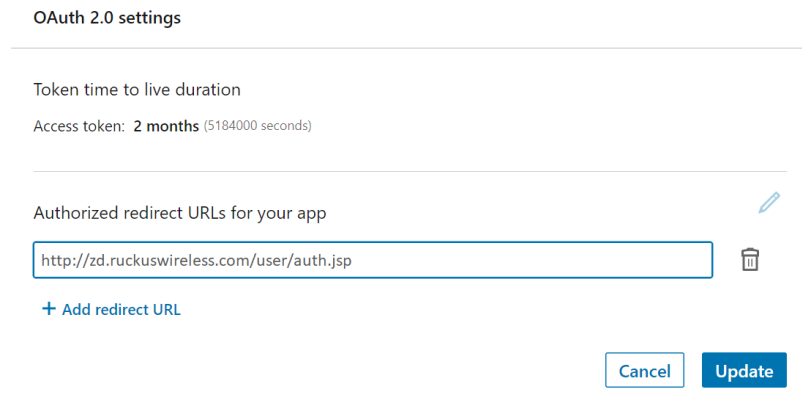 OAuth 2.0 settings
Token time to live duration
Access token: 2 months (5184000 seconds)
Authorized redirect URLs for your app
http://zd.ruckuswireless.com/user/auth.jsp
+ Add redirect URL
Cancel Update